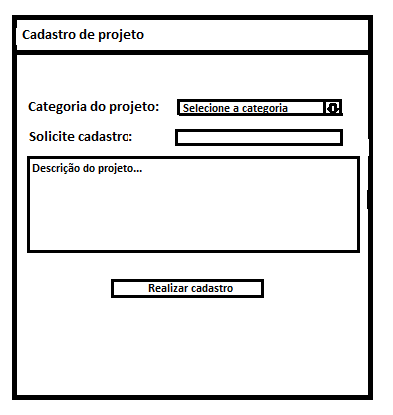 Cadastro de projeto
Categoria do projeto: Selecione a categoria
Solicite cadastro:
Descrição do projeto...
Realizar cadastro